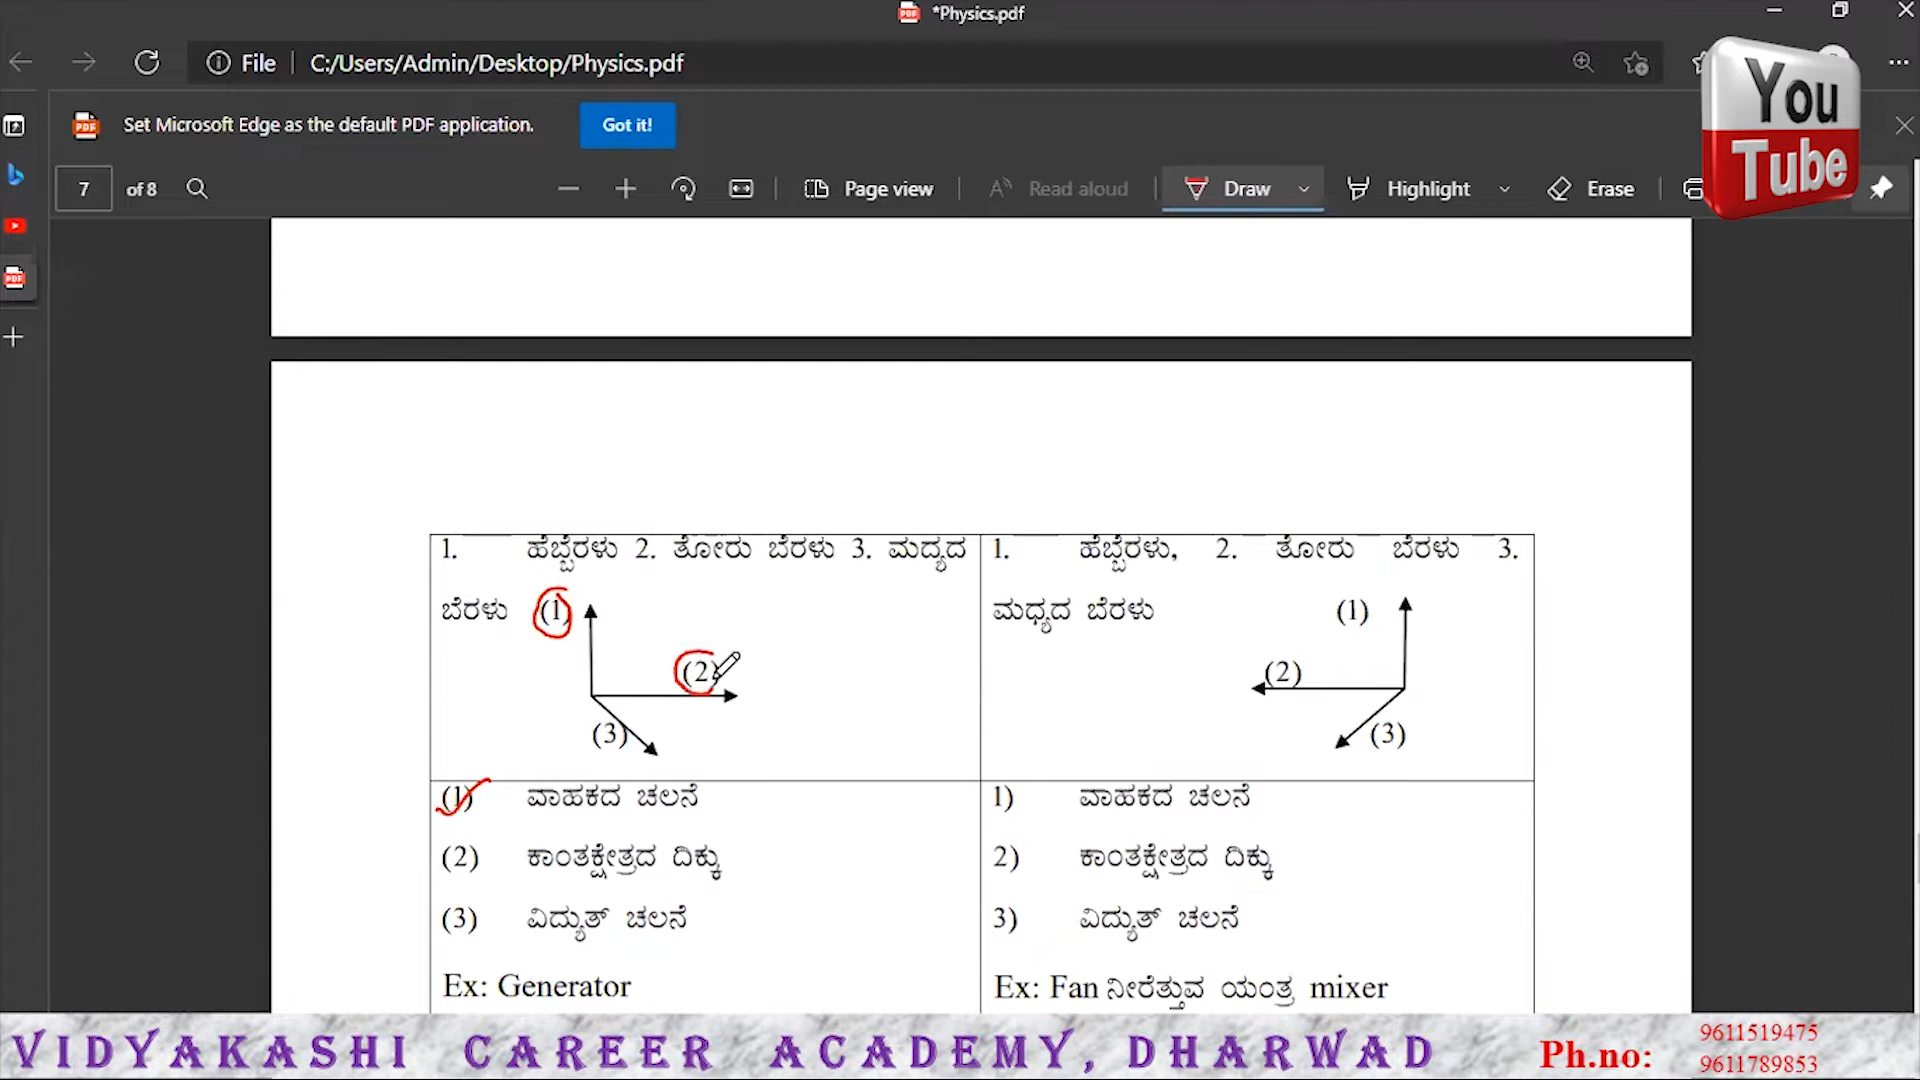 *Physics.pdf
File C:/Users/Admin/Desktop/Physics.pdf
Set Microsoft Edge as the default PDF application. Got it!
7 of 8 Page view Read aloud Draw Highlight Erase
You
Tube
1. ಹೆಬ್ಬೆರಳು 2. ತೋರು ಬೆರಳು 3. ಮದ್ಯದ
ಬೆರಳು (1)
(2)
(3)
1. ಹೆಬ್ಬೆರಳು, 2. ತೋರು ಬೆರಳು 3.
ಮಧ್ಯದ ಬೆರಳು (1)
(2)
(3)
(1) ವಾಹಕದ ಚಲನೆ
(2) ಕಾಂತಕ್ಷೇತ್ರದ ದಿಕ್ಕು
(3) ವಿದ್ಯುತ್ ಚಲನೆ
Ex: Generator
1) ವಾಹಕದ ಚಲನೆ
2) ಕಾಂತಕ್ಷೇತ್ರದ ದಿಕ್ಕು
3) ವಿದ್ಯುತ್ ಚಲನೆ
Ex: Fan ನೀರೆತ್ತುವ ಯಂತ್ರ mixer
VIDYAKASHI CAREER ACADEMY, DHARWAD
Ph.no: 9611519475
9611789853